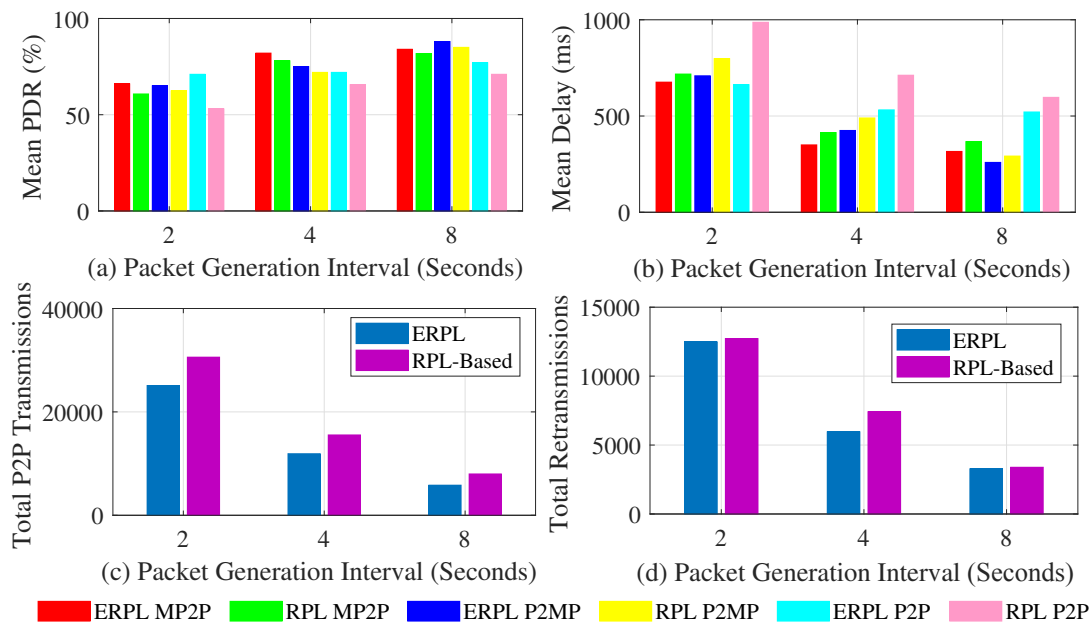 100
50
0
Mean PDR (%)
2
4
8
(a) Packet Generation Interval (Seconds)
1000
500
0
Mean Delay (ms)
2
4
8
(b) Packet Generation Interval (Seconds)
40000
20000
0
Total P2P Transmissions
ERPL
RPL-Based
2
4
8
(c) Packet Generation Interval (Seconds)
15000
10000
5000
0
Total Retransmissions
ERPL
RPL-Based
2
4
8
(d) Packet Generation Interval (Seconds)
ERPL MP2P RPL MP2P ERPL P2MP RPL P2MP ERPL P2P RPL P2P